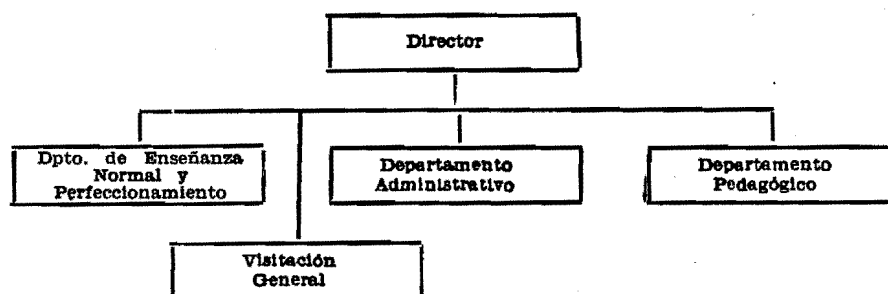 Director
Dpto. de Enseñanza
Normal y
Perfeccionamiento
Departamento
Administrativo
Departamento
Pedagógico
Visitación
General